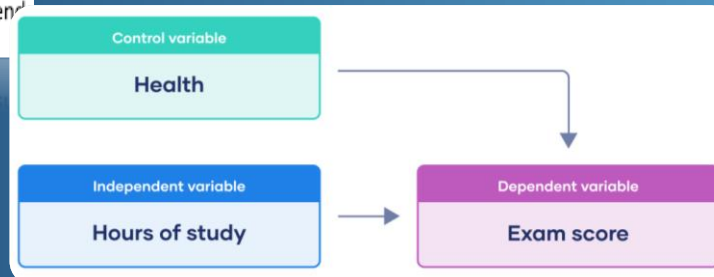 Control variable
Health
Independent variable
Hours of study
Dependent variable
Exam score